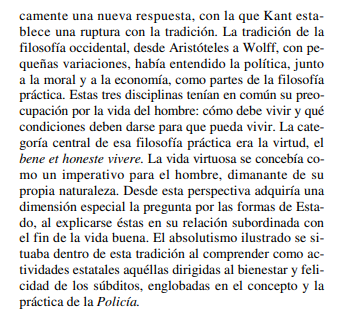 camente una nueva respuesta, con la que Kant esta-
blece una ruptura con la tradición. La tradición de la
filosofía occidental, desde Aristóteles a Wolff, con pe-
queñas variaciones, había entendido la política, junto
a la moral y a la economía, como partes de la filosofía
práctica. Estas tres disciplinas tenían en común su preo-
cupación por la vida del hombre: cómo debe vivir y qué
condiciones deben darse para que pueda vivir. La cate-
goría central de esa filosofía práctica era la virtud, el
bene et honeste vivere. La vida virtuosa se concebía co-
mo un imperativo para el hombre, dimanante de su
propia naturaleza. Desde esta perspectiva adquiría una
dimensión especial la pregunta por las formas de Esta-
do, al explicarse éstas en su relación subordinada con
el fin de la vida buena. El absolutismo ilustrado se si-
tuaba dentro de esta tradición al comprender como ac-
tividades estatales aquéllas dirigidas al bienestar y feli-
cidad de los súbditos, englobadas en el concepto y la
práctica de la Policía.